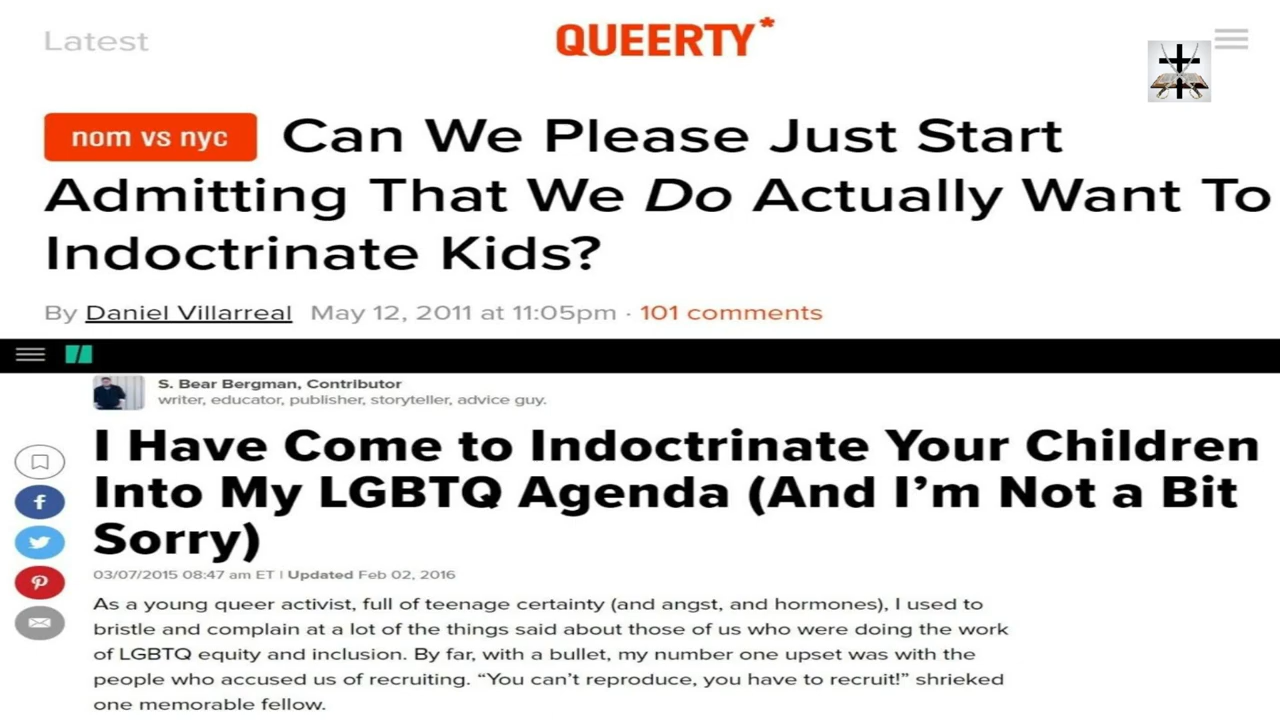 Latest
QUEERTY*
nom vs nyc Can We Please Just Start
Admitting That We Do Actually Want To
Indoctrinate Kids?
By Daniel Villarreal May 12, 2011 at 11:05pm · 101 comments
S. Bear Bergman, Contributor
writer, educator, publisher, storyteller, advice guy.
I Have Come to Indoctrinate Your Children
Into My LGBTQ Agenda (And I’m Not a Bit
Sorry)
03/07/2015 08:47 am ET | Updated Feb 02, 2016
As a young queer activist, full of teenage certainty (and angst, and hormones), I used to
bristle and complain at a lot of the things said about those of us who were doing the work
of LGBTQ equity and inclusion. By far, with a bullet, my number one upset was with the
people who accused us of recruiting. “You can’t reproduce, you have to recruit!” shrieked
one memorable fellow.